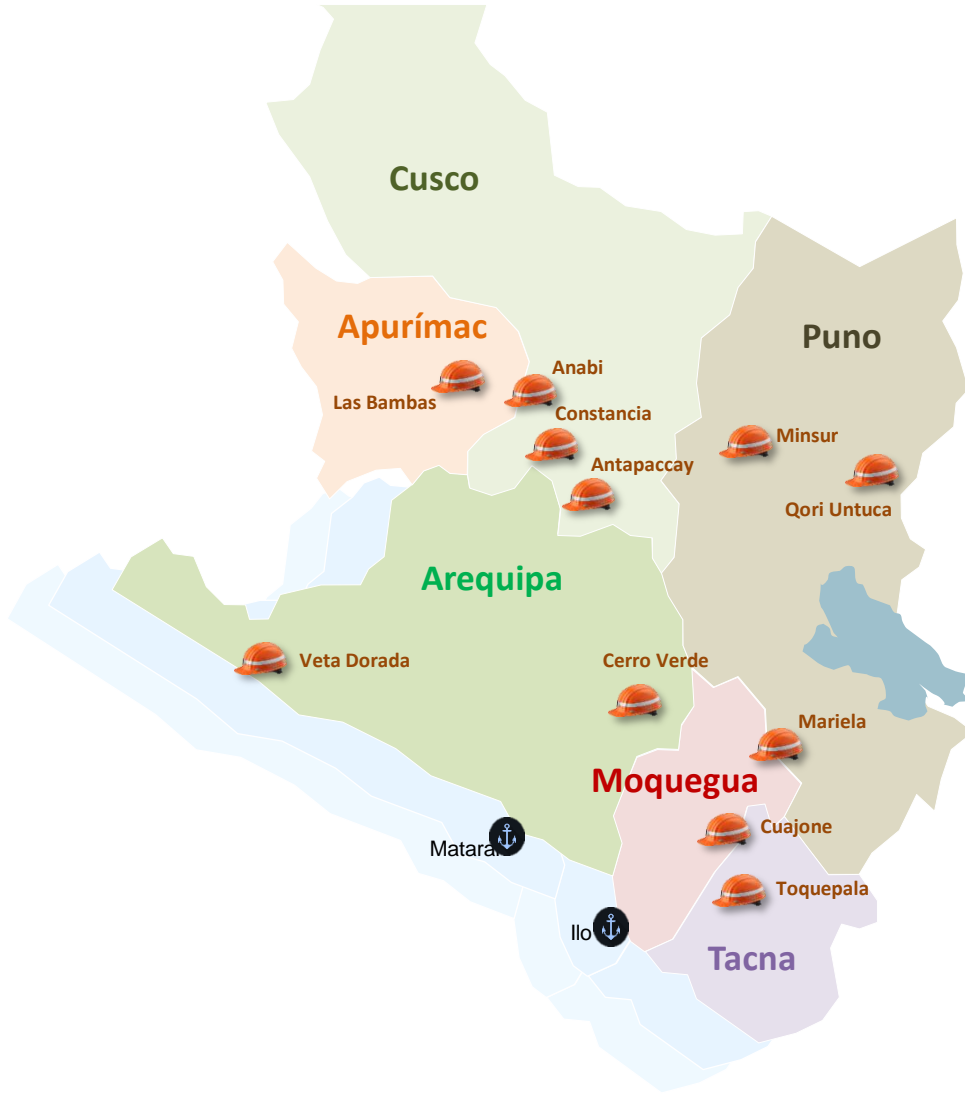 Cusco
Apurímac
Puno
Anabi
Las Bambas
Constancia
Minsur
Antapaccay
Qori Untuca
Arequipa
Veta Dorada
Cerro Verde
Mariela
Moquegua
Cuajone
Matarani
Toquepala
Ilo
Tacna